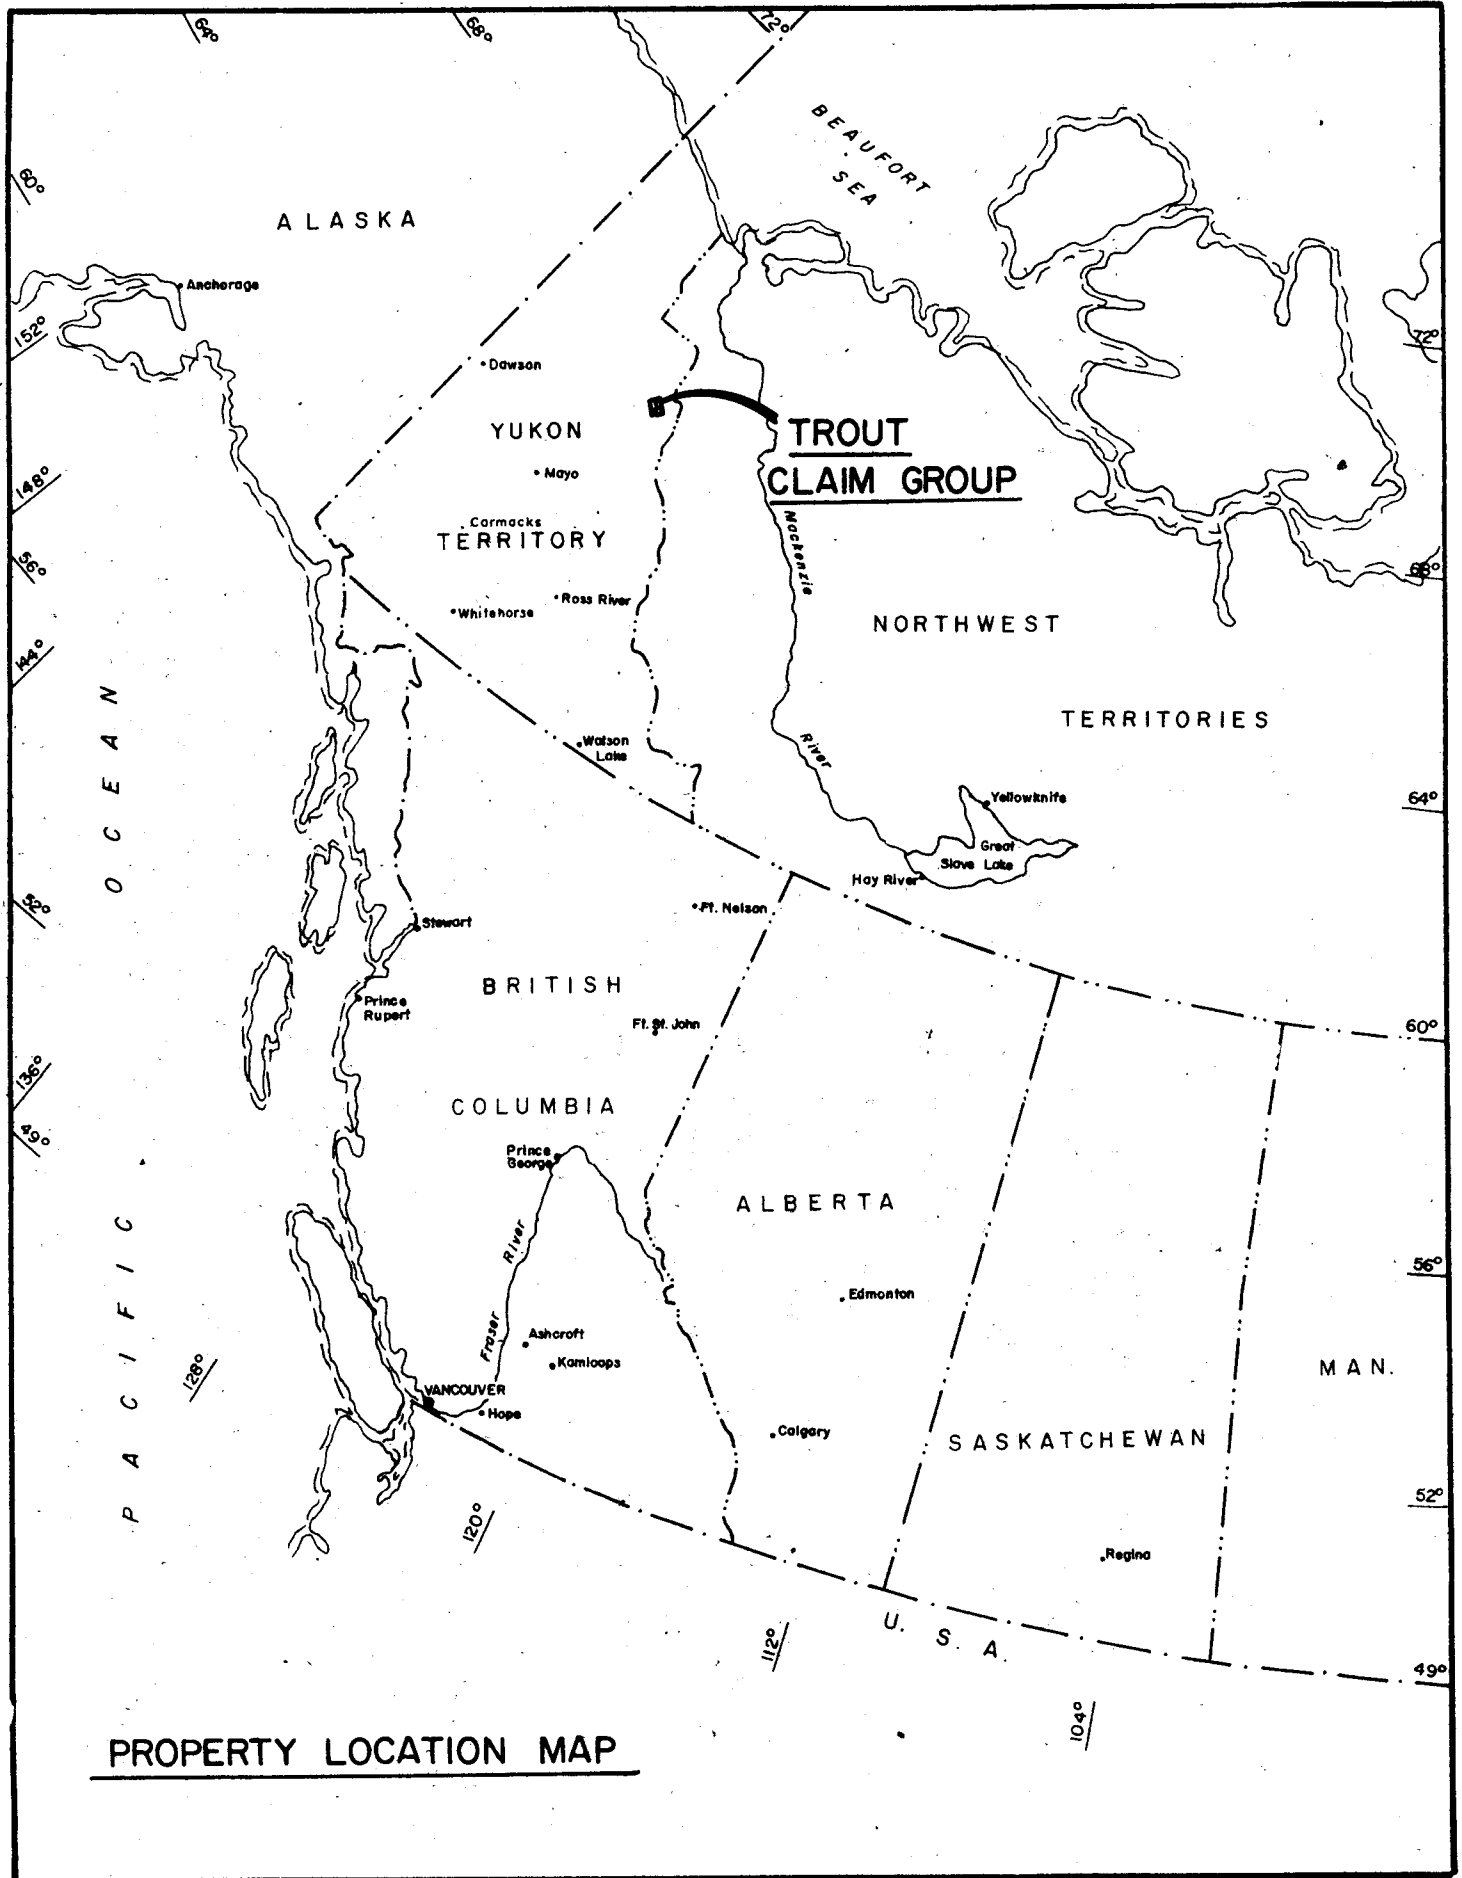 64°
68°
72°
BEAUFORT
SEA
60°
ALASKA
Anchorage
152°
72°
Dawson
YUKON
TROUT
CLAIM GROUP
Mayo
148°
Carmacks
TERRITORY
Mackenzie
56°
68°
Ross River
Whitehorse
NORTHWEST
144°
TERRITORIES
OCEAN
Watson
Lake
River
Yellowknife
64°
Great
Slave Lake
Hay River
52°
Ft. Nelson
Stewart
BRITISH
Prince
Rupert
Ft. St. John
60°
136°
COLUMBIA
49°
Prince
George
ALBERTA
PACIFIC
River
56°
Edmonton
Fraser
Ashcroft
Kamloops
128°
MAN.
VANCOUVER
Hope
Calgary
SASKATCHEWAN
52°
120°
Regina
U. S. A.
112°
49°
104°
PROPERTY LOCATION MAP